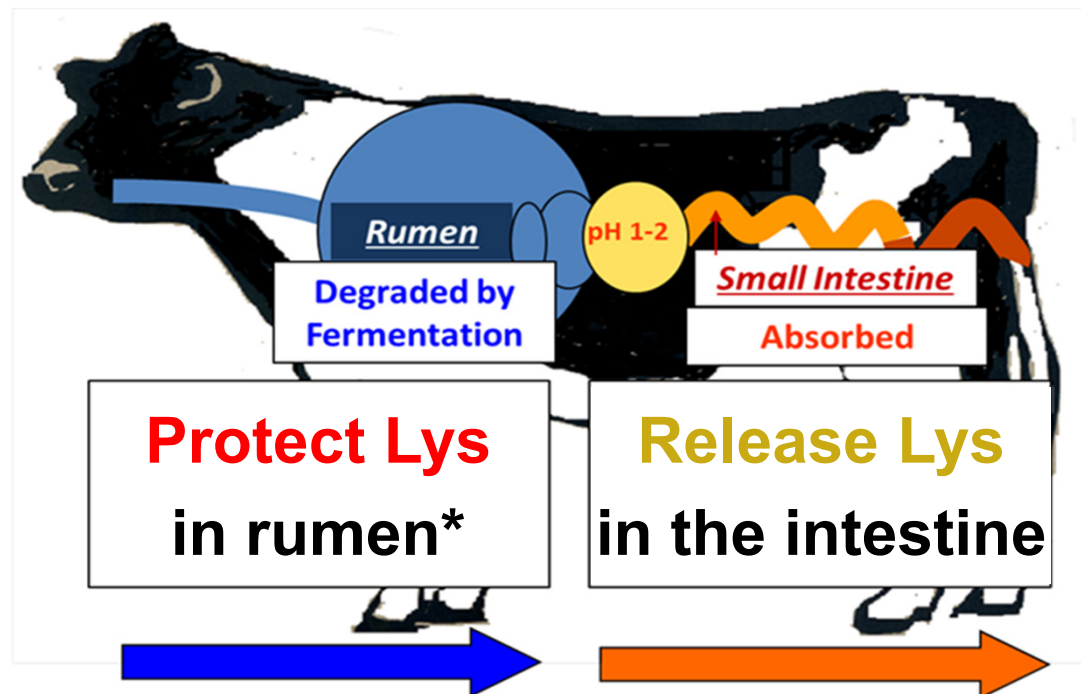 Rumen
pH 1-2
Degraded by
Fermentation
Small Intestine
Absorbed
Protect Lys
in rumen*
Release Lys
in the intestine